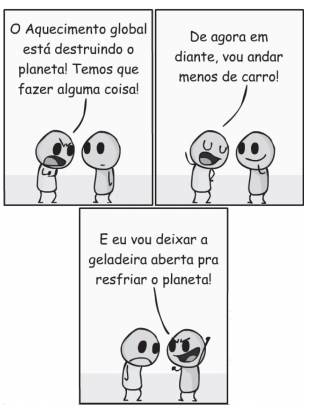 O Aquecimento global
está destruindo o
planeta! Temos que
fazer alguma coisa!
De agora em
diante, vou andar
menos de carro!
E eu vou deixar a
geladeira aberta pra
resfriar o planeta!